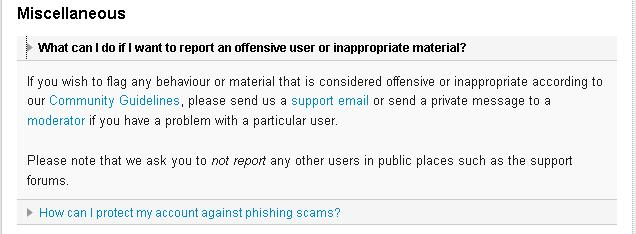 Miscellaneous
What can I do if I want to report an offensive user or inappropriate material?
If you wish to flag any behaviour or material that is considered offensive or inappropriate according to
our Community Guidelines, please send us a support email or send a private message to a
moderator if you have a problem with a particular user.
Please note that we ask you to not report any other users in public places such as the support
forums.
How can I protect my account against phishing scams?